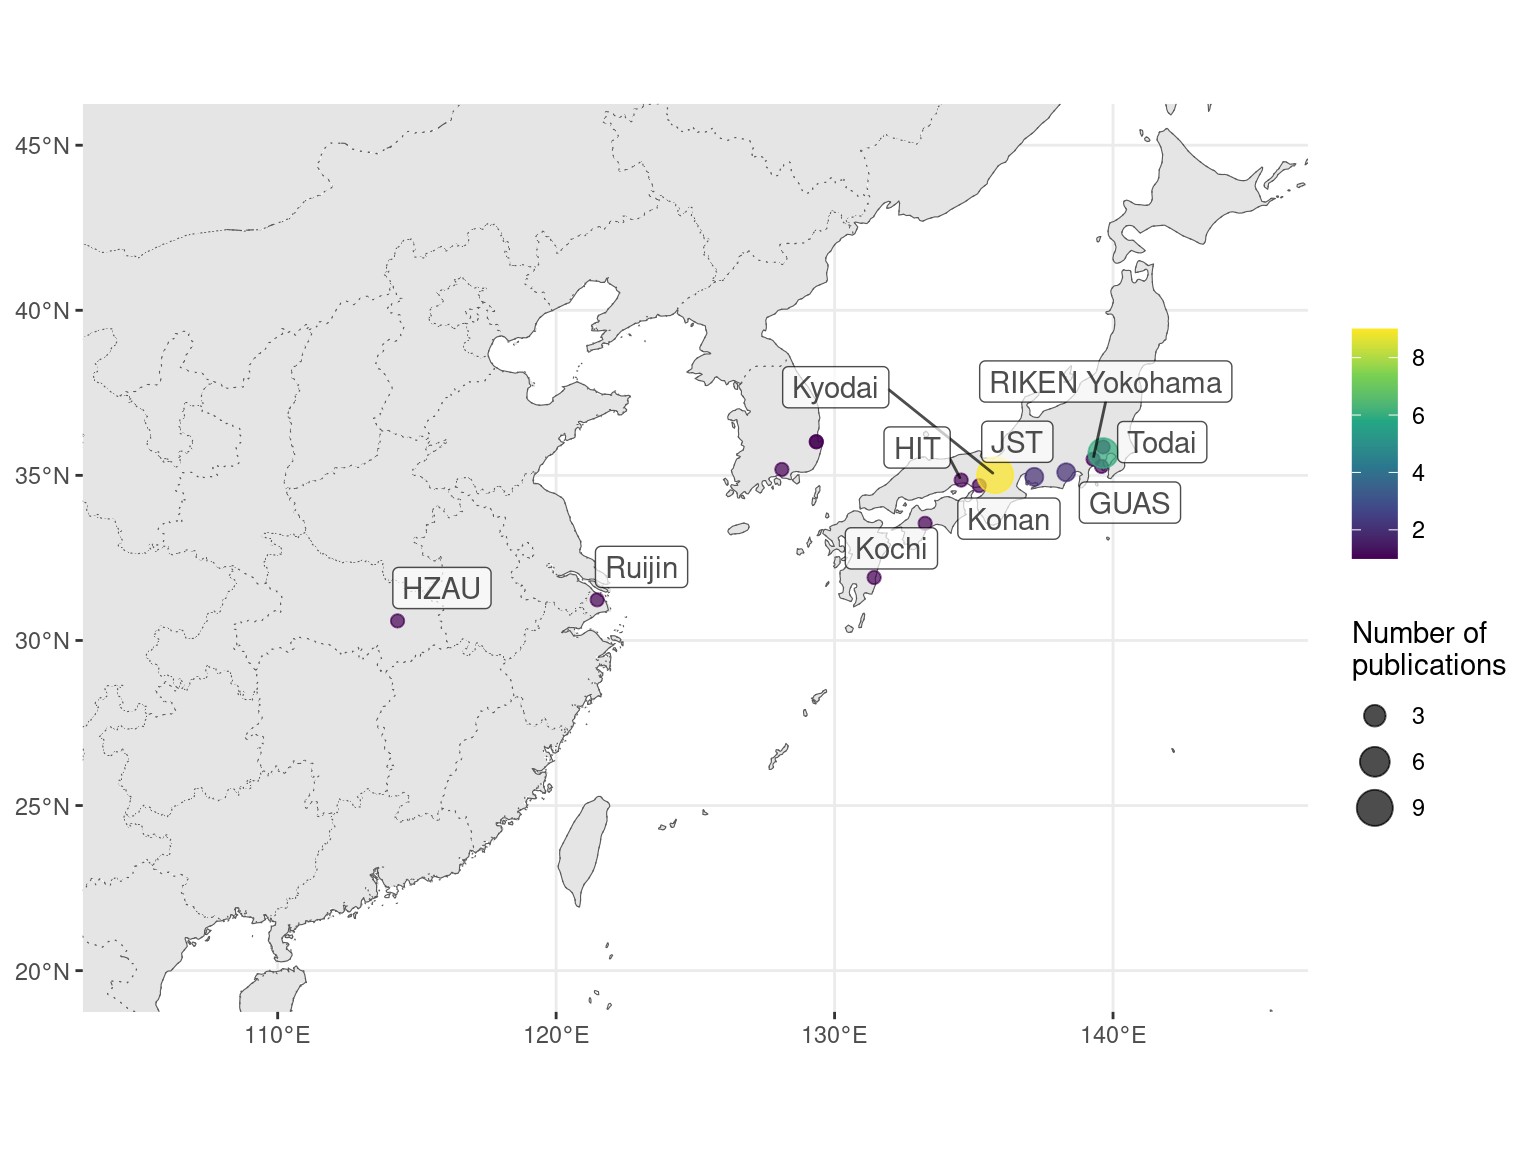 45°N
40°N
35°N
30°N
25°N
20°N
110°E
120°E
130°E
140°E
Kyodai
RIKEN Yokohama
HIT
JST
Todai
GUAS
Konan
Kochi
Ruijin
HZAU
8
6
4
2
Number of
publications
3
6
9